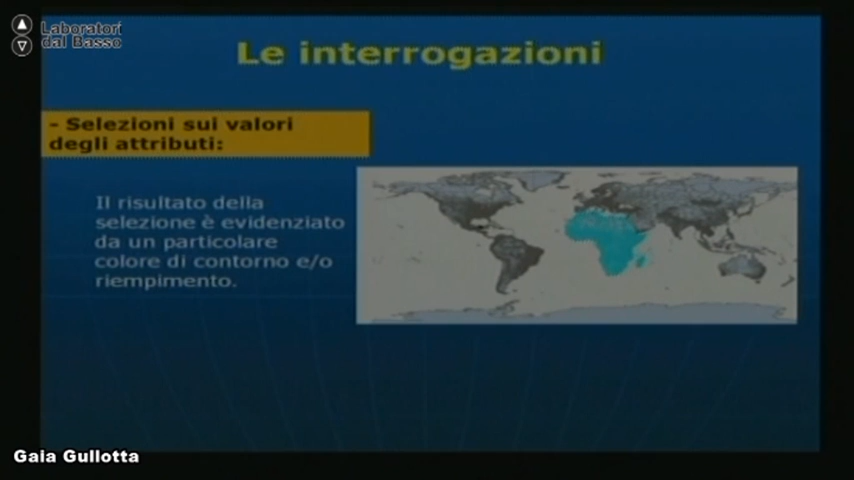 Laboratori
dal Basso
Le interrogazioni
- Selezioni sui valori
degli attributi:
Il risultato della
selezione è evidenziato
da un particolare
colore di contorno e/o
riempimento.
Gaia Gullotta